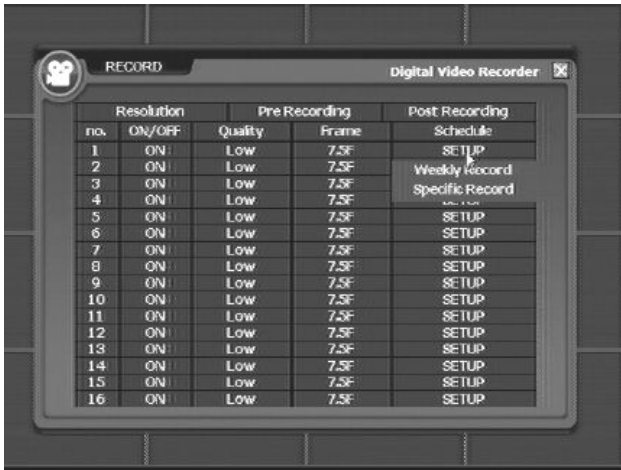 RECORD
Digital Video Recorder
Resolution Pre Recording Post Recording
no. ON/OFF Quality Frame Schedule
1 ON Low 7.5F SETUP
2 ON Low 7.5F
Weekly Record
3 ON Low 7.5F
Specific Record
4 ON Low 7.5F SETUP
5 ON Low 7.5F SETUP
6 ON Low 7.5F SETUP
7 ON Low 7.5F SETUP
8 ON Low 7.5F SETUP
9 ON Low 7.5F SETUP
10 ON Low 7.5F SETUP
11 ON Low 7.5F SETUP
12 ON Low 7.5F SETUP
13 ON Low 7.5F SETUP
14 ON Low 7.5F SETUP
15 ON Low 7.5F SETUP
16 ON Low 7.5F SETUP